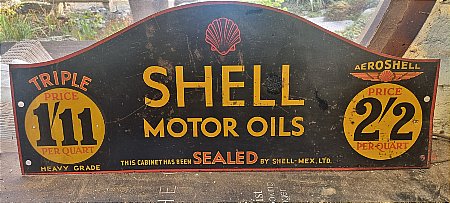 SHELL
MOTOR OILS
THIS CABINET HAS BEEN SEALED BY SHELL-MEX, LTD.
TRIPLE
PRICE
1/11
PER QUART
HEAVY GRADE
AEROSHELL
PRICE
2/2
PER QUART